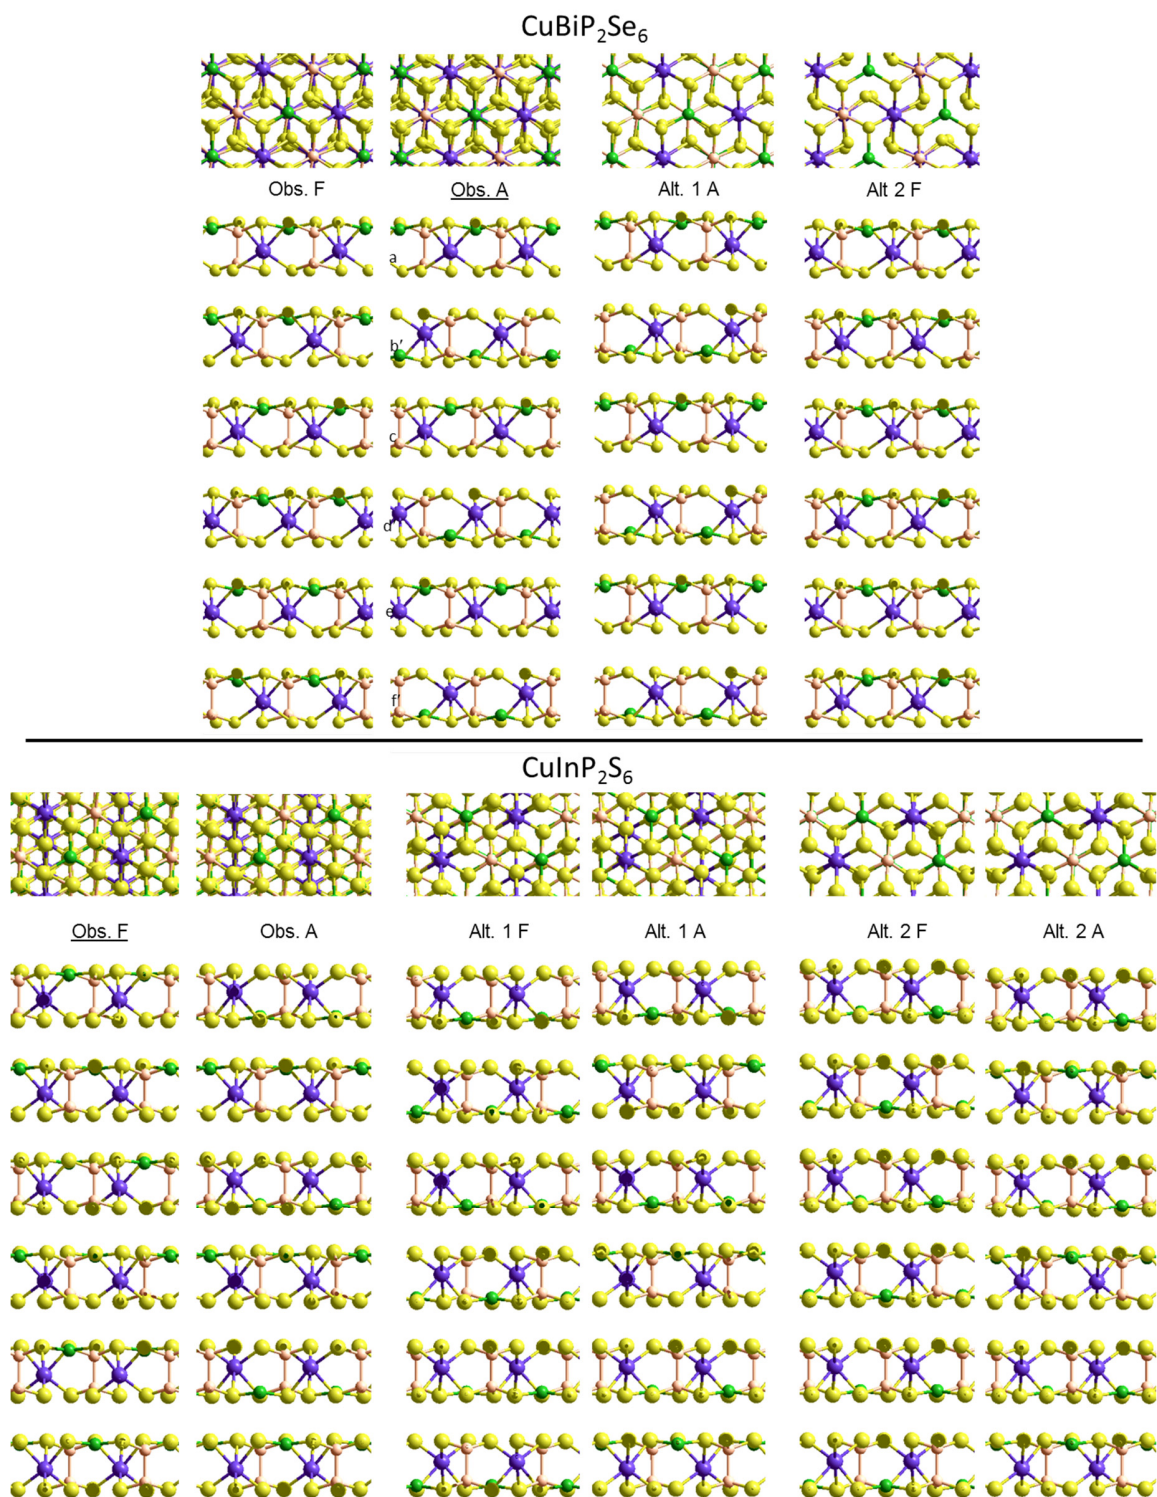 CuBiP₂Se₆
Obs. F
Obs. A
Alt. 1 A
Alt 2 F
a
b'
c
d'
e
f'
CuInP₂S₆
Obs. F
Obs. A
Alt. 1 F
Alt. 1 A
Alt. 2 F
Alt. 2 A